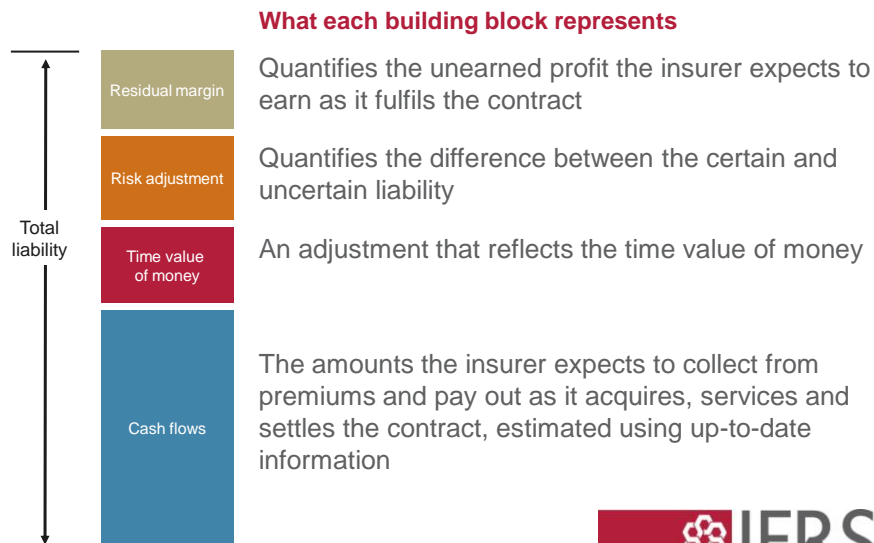 What each building block represents
Residual margin
Quantifies the unearned profit the insurer expects to
earn as it fulfils the contract
Risk adjustment
Quantifies the difference between the certain and
uncertain liability
Total
liability
Time value
of money
An adjustment that reflects the time value of money
Cash flows
The amounts the insurer expects to collect from
premiums and pay out as it acquires, services and
settles the contract, estimated using up-to-date
information
IFRS